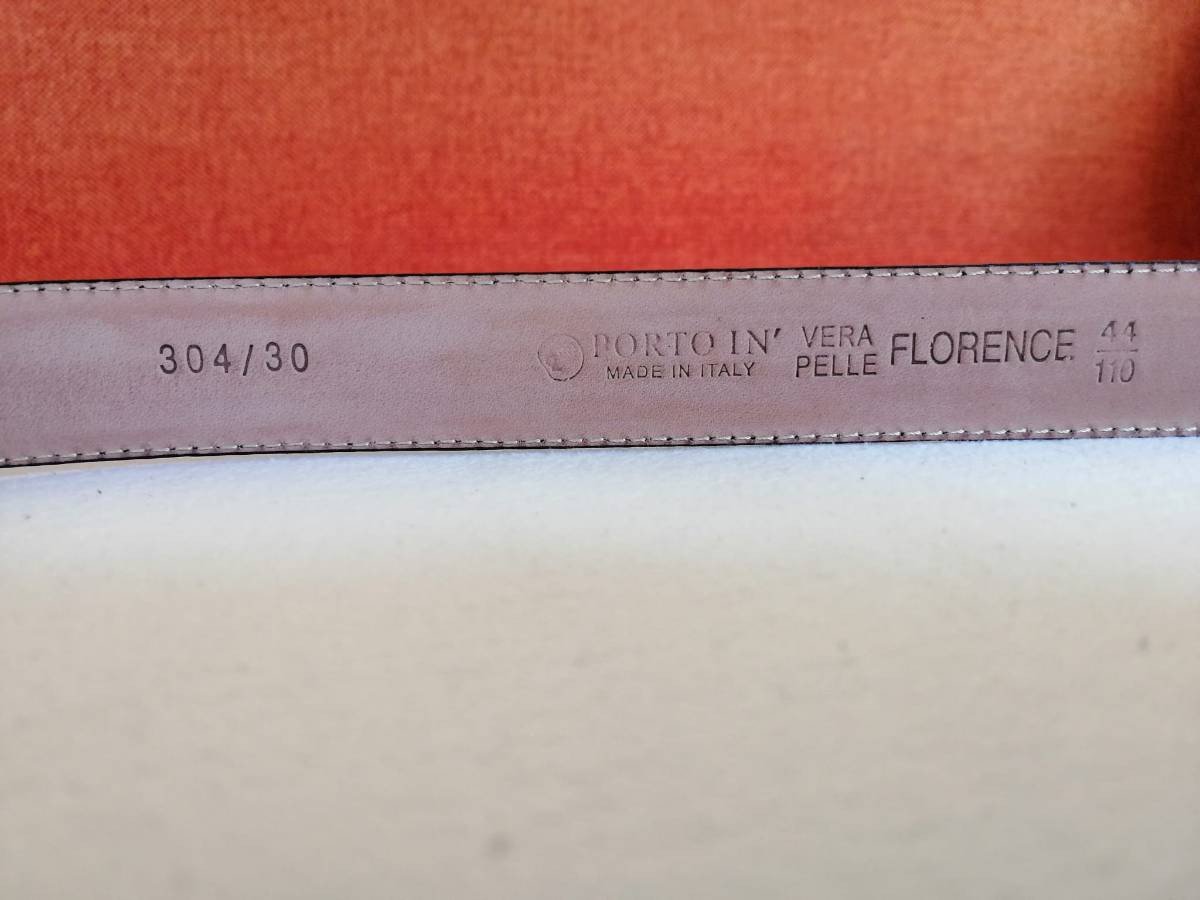 304/30
PORTO IN'
MADE IN ITALY
VERA
PELLE
FLORENCE
44
110